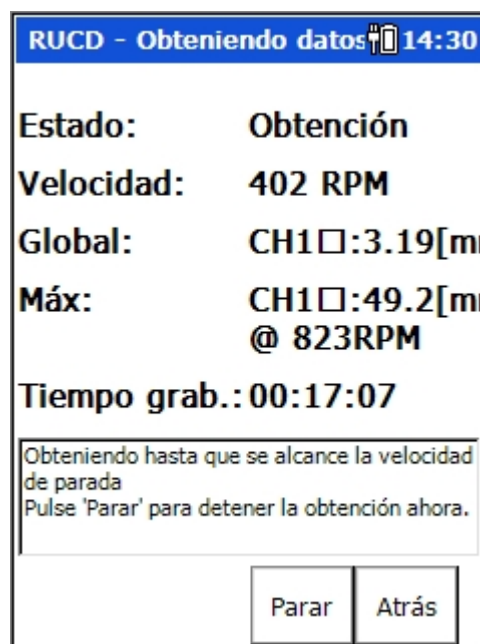 RUCD - Obteniendo datos 14:30
Estado: Obtención
Velocidad: 402 RPM
Global: CH1□:3.19[m
Máx: CH1□:49.2[m
@ 823RPM
Tiempo grab.: 00:17:07
Obteniendo hasta que se alcance la velocidad
de parada
Pulse 'Parar' para detener la obtención ahora.
Parar Atrás